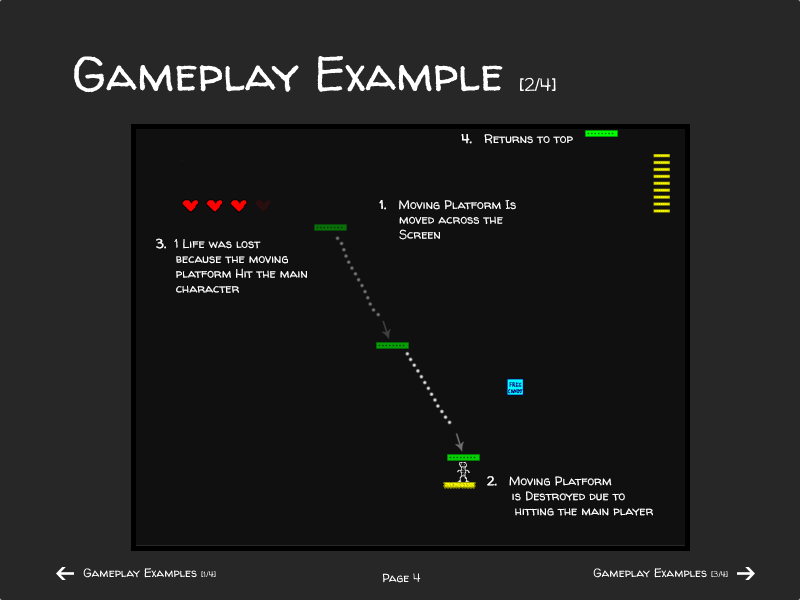 Gameplay Example [2/4]
4. Returns to top
1. Moving Platform Is
moved across the
Screen
3. 1 Life was lost
because the moving
platform Hit the main
character
FREE
CANDY
2. Moving Platform
is Destroyed due to
hitting the main player
Gameplay Examples [1/4]
Page 4
Gameplay Examples [3/4]